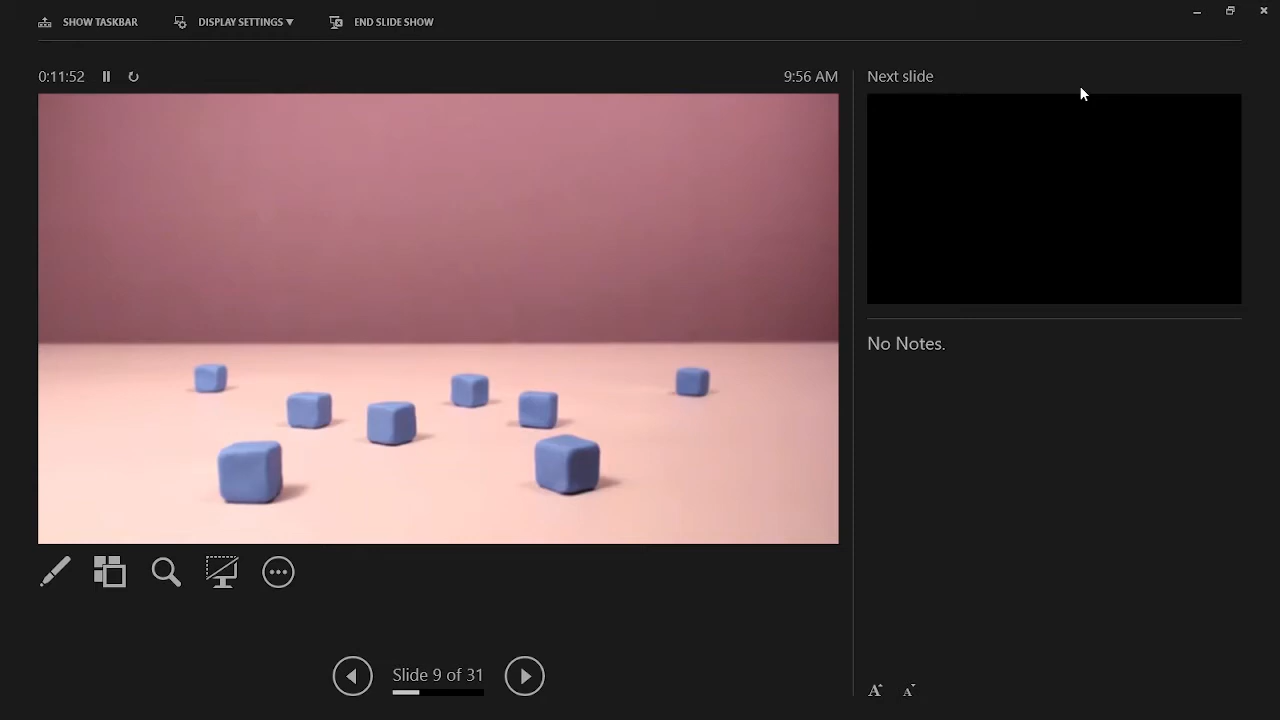 SHOW TASKBAR DISPLAY SETTINGS ▼ END SLIDE SHOW
0:11:52 9:56 AM Next slide
No Notes.
Slide 9 of 31
A A